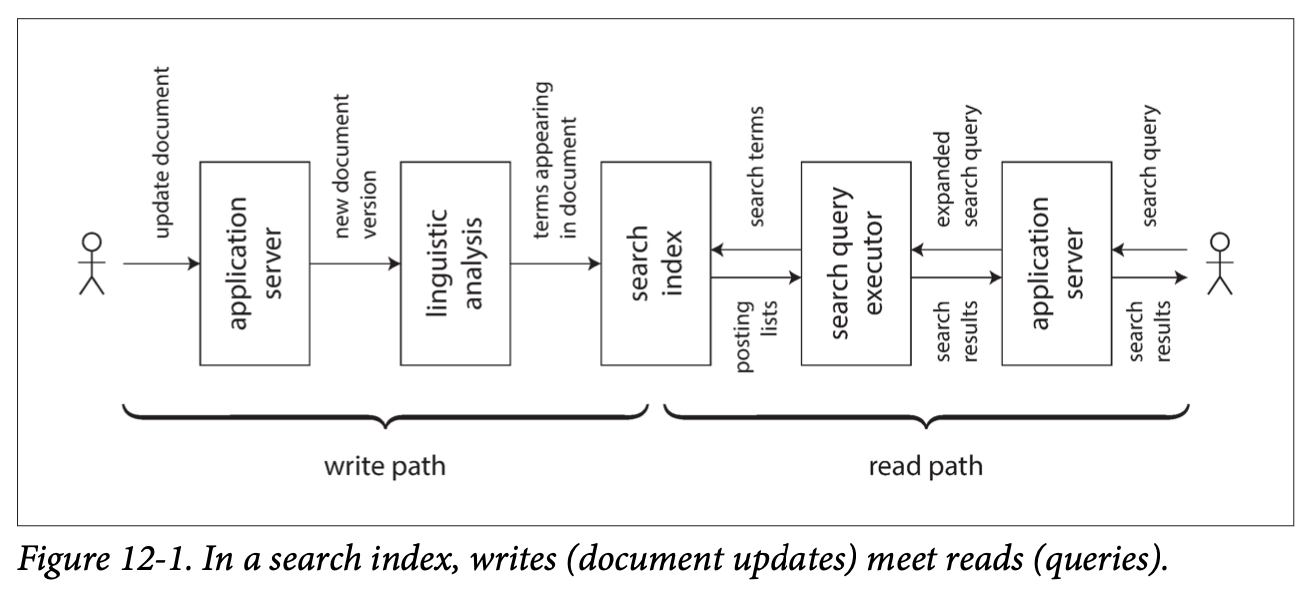 update document
application
server
new document
version
linguistic
analysis
terms appearing
in document
search
index
search terms
posting
lists
search query
executor
expanded
search query
search
results
application
server
search query
search
results
write path
read path
Figure 12-1. In a search index, writes (document updates) meet reads (queries).